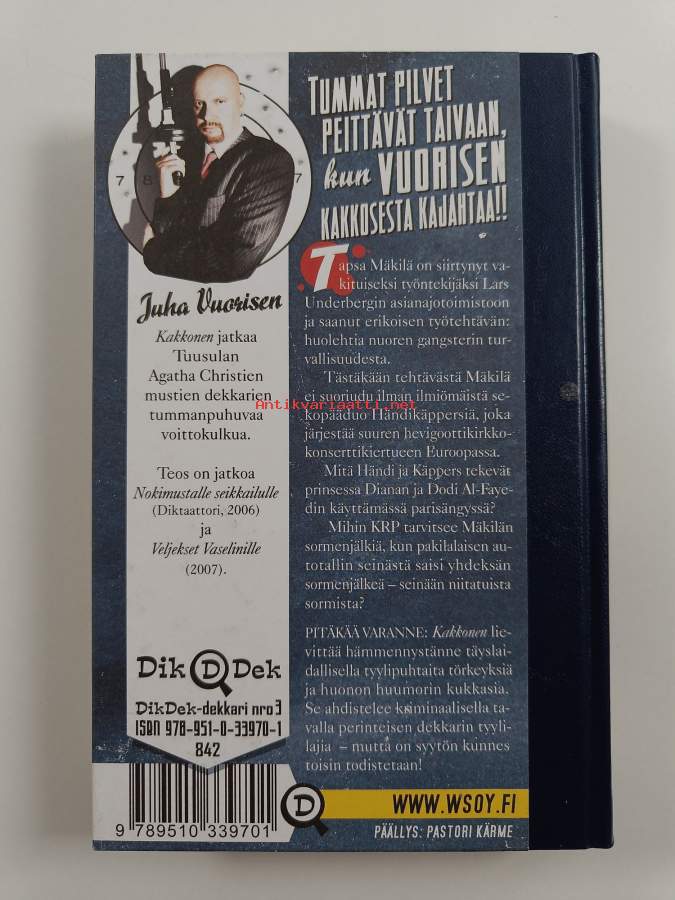 TUMMAT PILVET
PEITTÄVÄT TAIVAAN,
kun VUORISEN
KAKKOSESTA KAJAHTAA!!
Tapsa Mäkilä on siirtynyt va-
kituiseksi työntekijäksi Lars
Underbergin asianajotoimistoon
ja saanut erikoisen työtehtävän:
huolehtia nuoren gangsterin tur-
vallisuudesta.
Tästäkään tehtävästä Mäkilä
ei suoriudu ilman ilmiömäistä se-
kopääduo Händikäppersiä, joka
järjestää suuren hevigoottikirkko-
konserttikiertueen Euroopassa.
Mitä Händi ja Käppers tekevät
prinsessa Dianan ja Dodi Al-Faye-
din käyttämässä parisängyssä?
Mihin KRP tarvitsee Mäkilän
sormenjälkiä, kun pakilalaisen au-
totallin seinästä saisi yhdeksän
sormenjälkeä – seinään niitatuista
sormista?
PITÄKÄÄ VARANNE: Kakkonen lie-
vittää hämmennystänne täyslai-
dallisella tyylipuhtaita törkeyksiä
ja huonon huumorin kukkasia.
Se ahdistelee kriminaalisella ta-
valla perinteisen dekkarin tyyli-
lajia – mutta on syytön kunnes
toisin todistetaan!
7 8 7
Juha Vuorisen
Kakkonen jatkaa
Tuusulan
Agatha Christien
mustien dekkarien
tummanpuhuvaa
voittokulkua.
Teos on jatkoa
Nokimustalle seikkailulle
(Diktaattori, 2006)
ja
Veljekset Vaselinille
(2007).
Dik D Dek
DikDek-dekkari nro 3
ISBN 978-951-0-33970-1
842
9 789510 339701
D
WWW.WSOY.FI
PÄÄLLYS: PASTORI KÄRME
Antikvariaatti.net